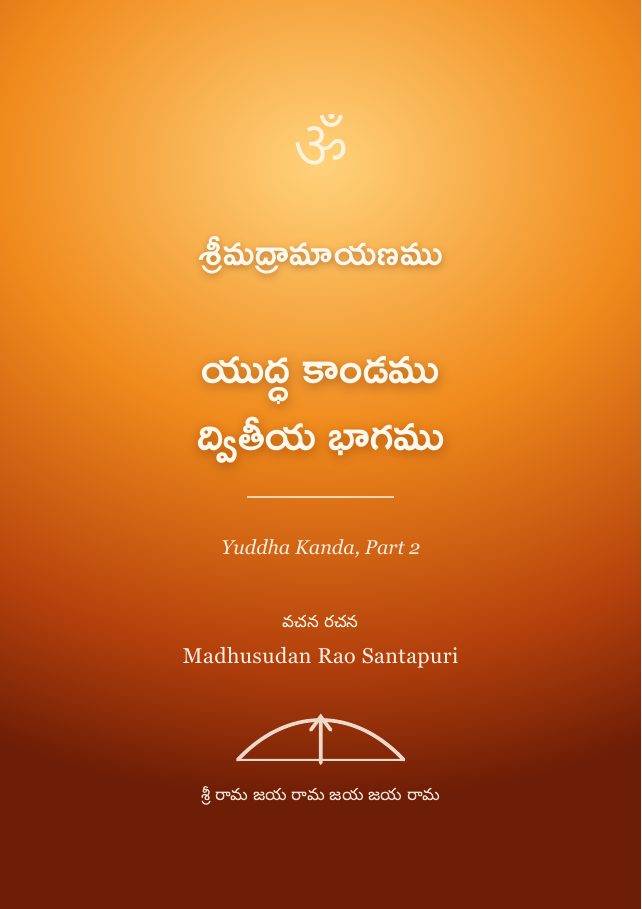 ॐ
శ్రీమద్రామాయణము
యుద్ధ కాండము
ద్వితీయ భాగము
Yuddha Kanda, Part 2
వచన రచన
Madhusudan Rao Santapuri
శ్రీ రామ జయ రామ జయ జయ రామ